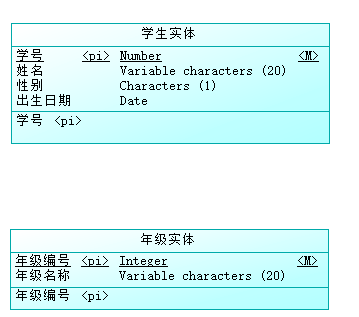 学生实体
学号 <pi> Number <M>
姓名 Variable characters (20)
性别 Characters (1)
出生日期 Date
学号 <pi>
年级实体
年级编号 <pi> Integer <M>
年级名称 Variable characters (20)
年级编号 <pi>